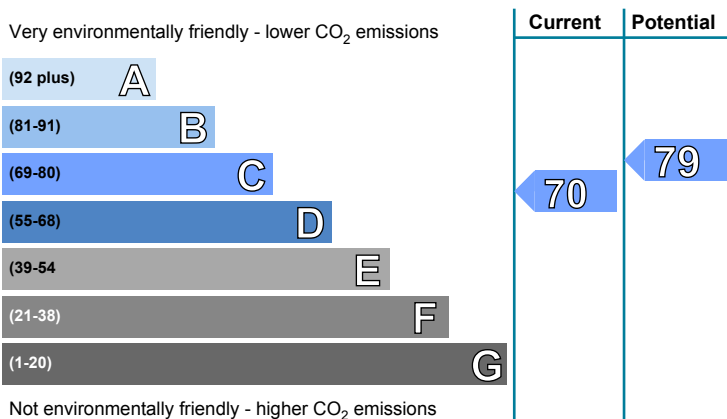 Very environmentally friendly - lower CO2 emissions
Current
Potential
(92 plus) A
(81-91) B
(69-80) C
(55-68) D
(39-54 E
(21-38) F
(1-20) G
70
79
Not environmentally friendly - higher CO2 emissions